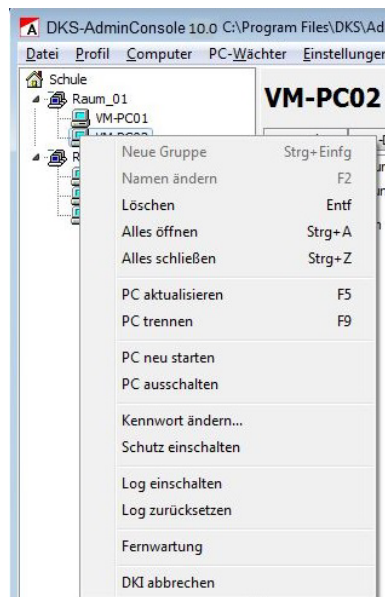 DKS-AdminConsole 10.0 C:\Program Files\DKS\Ad
Datei Profil Computer PC-Wächter Einstellunger
Schule
Raum_01
VM-PC02
VM-PC01
VM-PC02
Neue Gruppe Strg+Einfg
Namen ändern F2
Löschen Entf
Alles öffnen Strg+A
Alles schließen Strg+Z
PC aktualisieren F5
PC trennen F9
PC neu starten
PC ausschalten
Kennwort ändern...
Schutz einschalten
Log einschalten
Log zurücksetzen
Fernwartung
DKI abbrechen